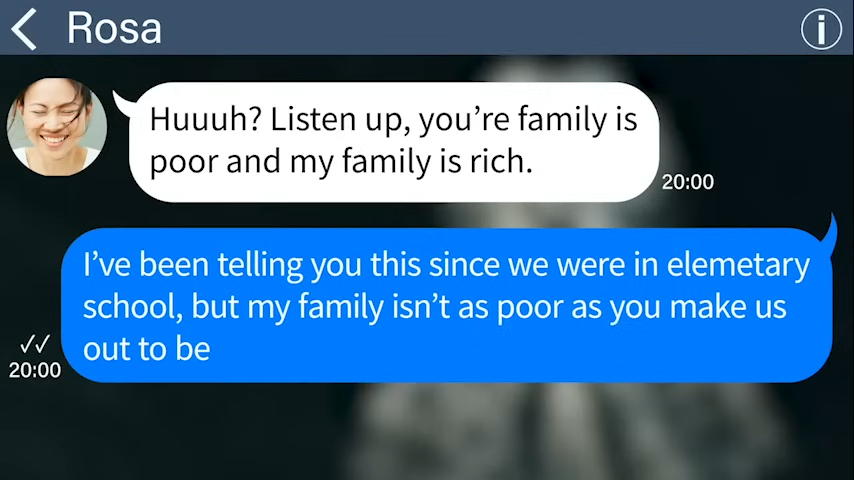 Rosa
Huuuh? Listen up, you’re family is
poor and my family is rich.
20:00
I’ve been telling you this since we were in elemetary
school, but my family isn’t as poor as you make us
out to be
20:00